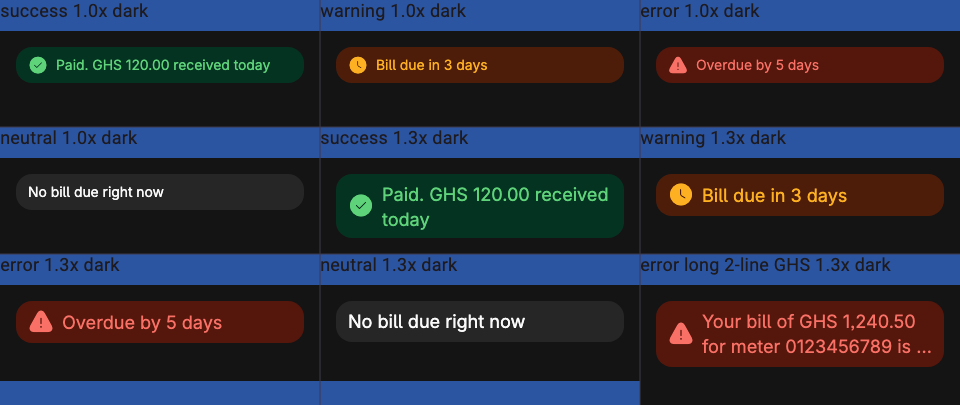 success 1.0x dark
warning 1.0x dark
error 1.0x dark
Paid. GHS 120.00 received today
Bill due in 3 days
Overdue by 5 days
neutral 1.0x dark
success 1.3x dark
warning 1.3x dark
No bill due right now
Paid. GHS 120.00 received
today
Bill due in 3 days
error 1.3x dark
neutral 1.3x dark
error long 2-line GHS 1.3x dark
Overdue by 5 days
No bill due right now
Your bill of GHS 1,240.50
for meter 0123456789 is ...